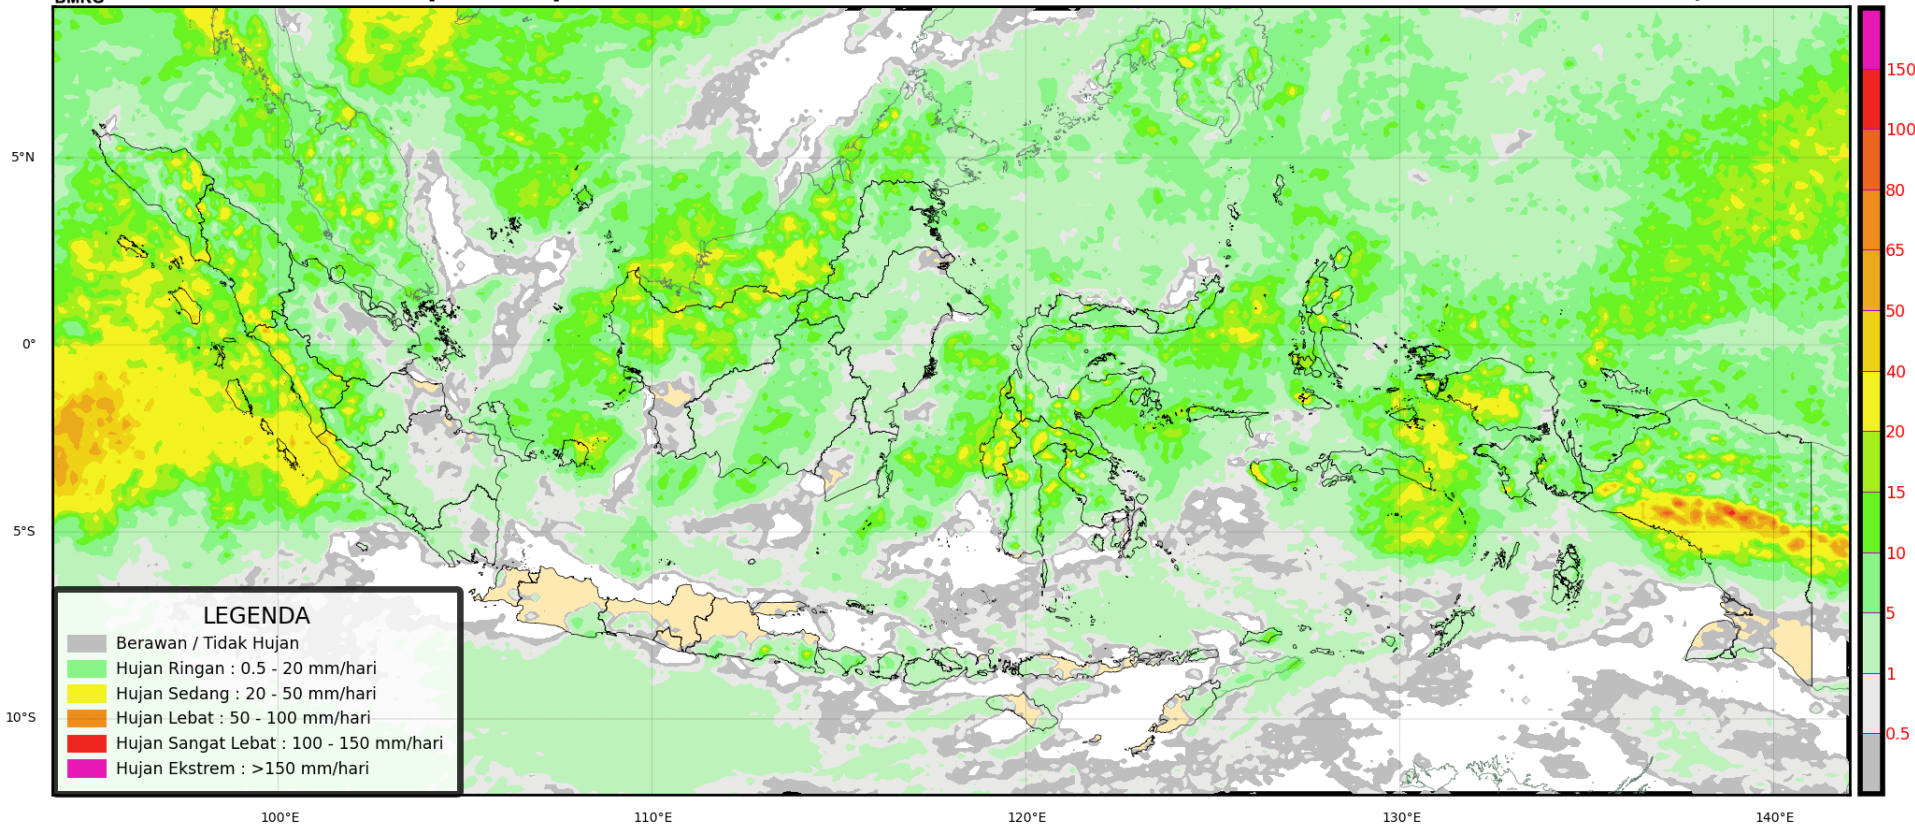 5°N
0°
5°S
10°S
100°E
110°E
120°E
130°E
140°E
LEGENDA
Berawan / Tidak Hujan
Hujan Ringan : 0.5 - 20 mm/hari
Hujan Sedang : 20 - 50 mm/hari
Hujan Lebat : 50 - 100 mm/hari
Hujan Sangat Lebat : 100 - 150 mm/hari
Hujan Ekstrem : >150 mm/hari
150
100
80
65
50
40
20
15
10
5
1
0.5